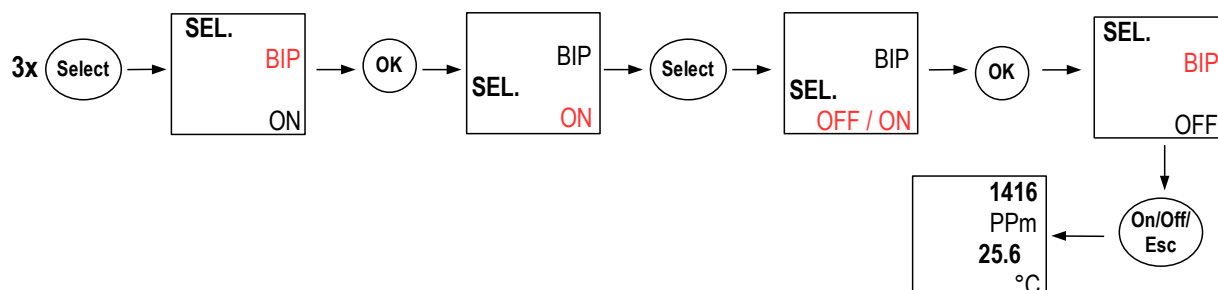 3x
Select
SEL.
BIP
ON
OK
BIP
SEL.
ON
Select
BIP
SEL.
OFF / ON
OK
SEL.
BIP
OFF
On/Off/
Esc
1416
PPm
25.6
°C